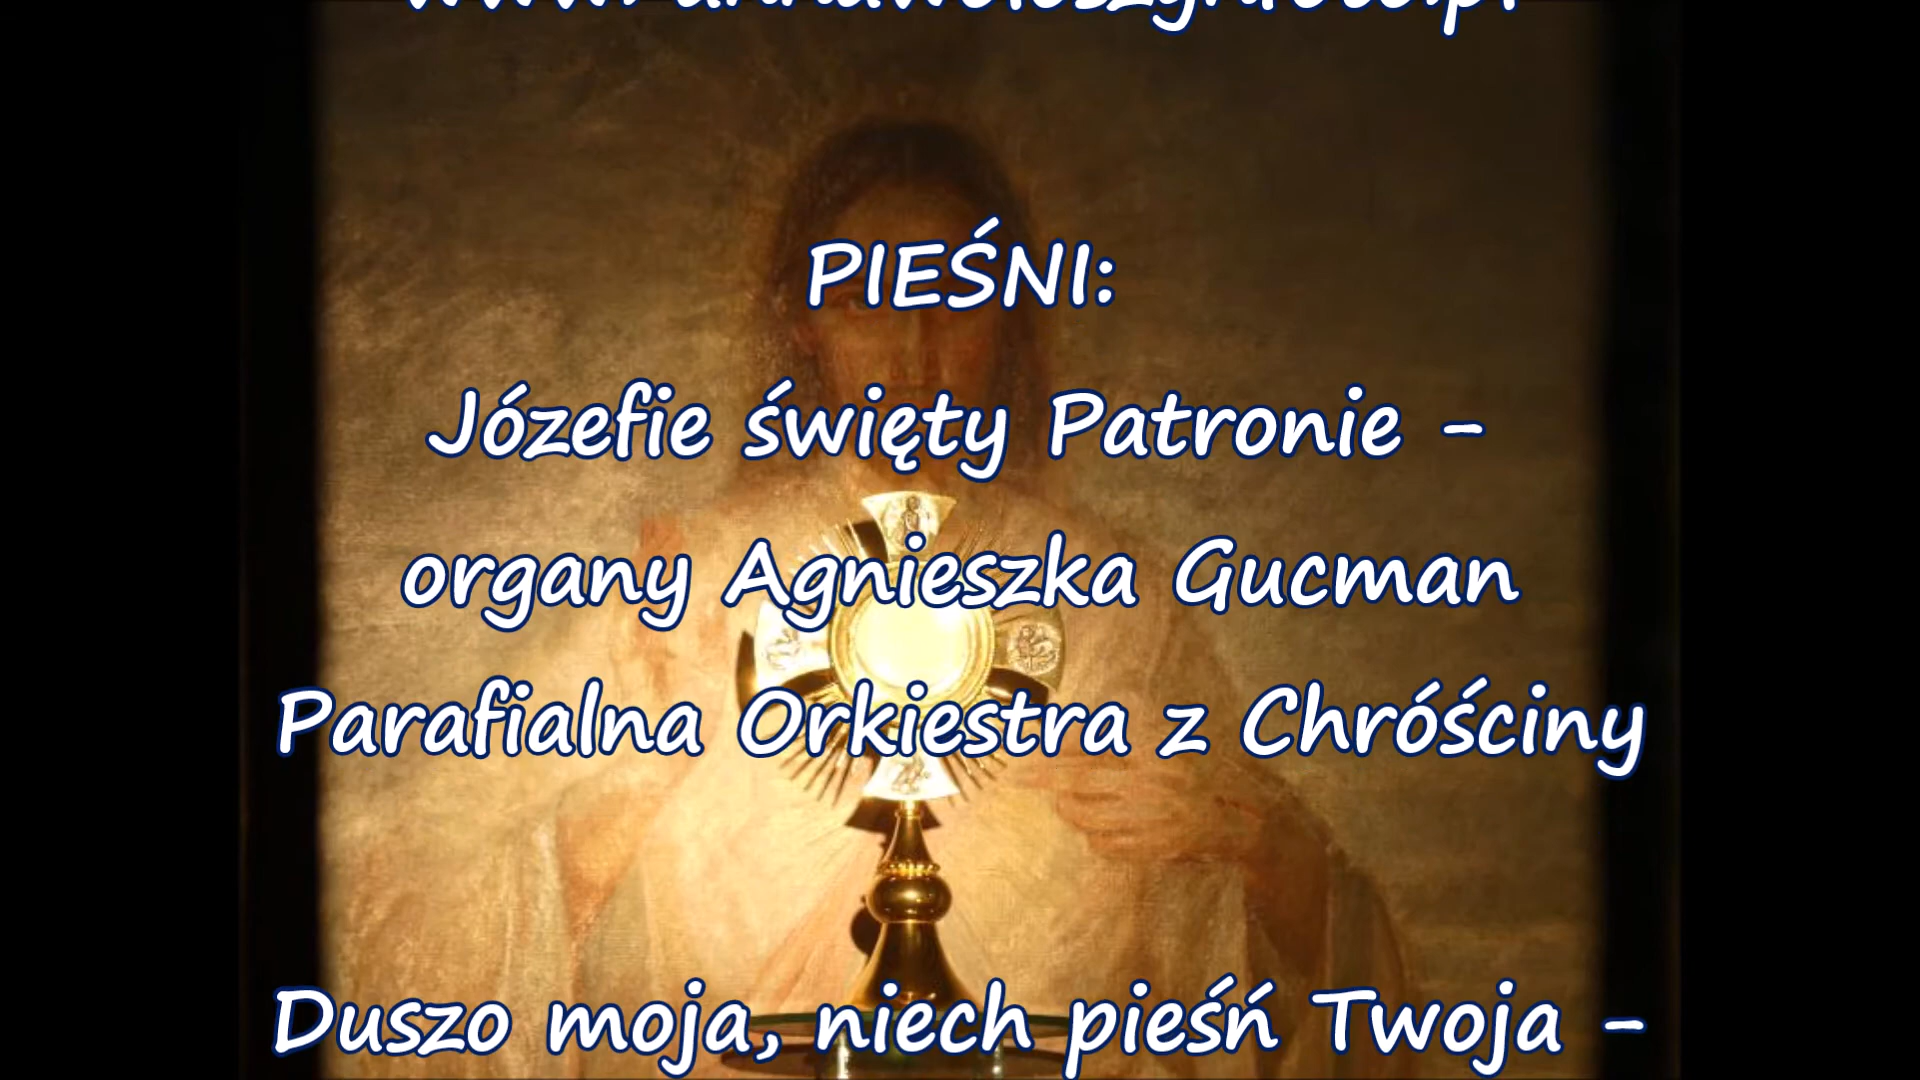 PIEŚNI:
Józefie święty Patronie -
organy Agnieszka Gucman
Parafialna Orkiestra z Chróściny
Duszo moja, niech pieśń Twoja -